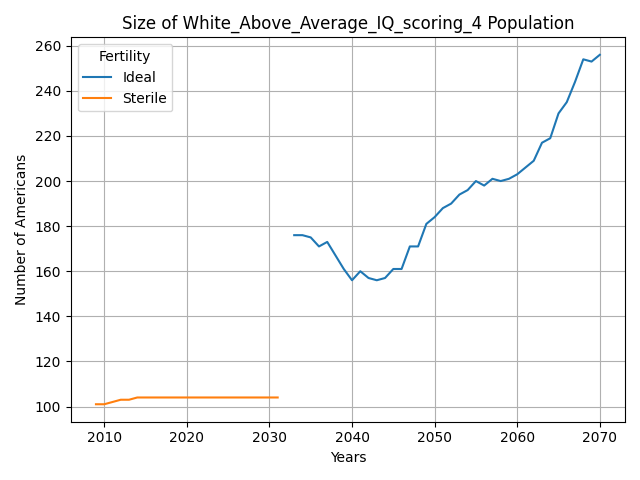 Size of White_Above_Average_IQ_scoring_4 Population
Fertility
Ideal
Sterile
Number of Americans
260
240
220
200
180
160
140
120
100
2010
2020
2030
2040
2050
2060
2070
Years